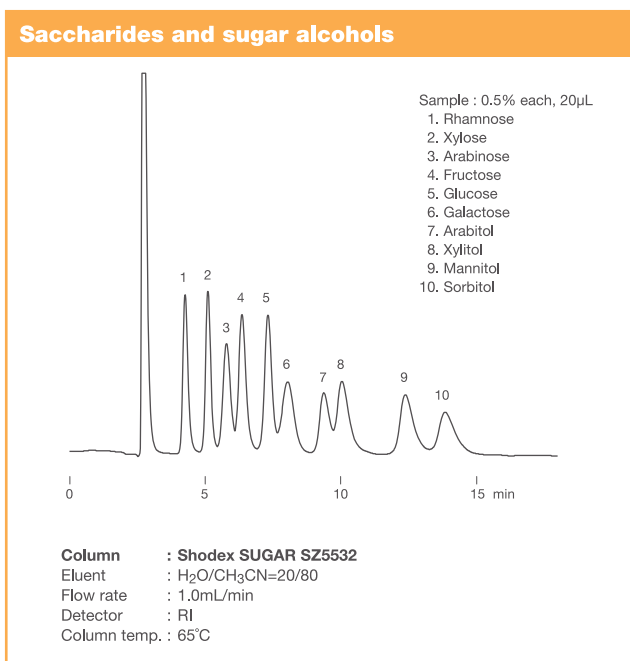 Saccharides and sugar alcohols
Sample : 0.5% each, 20µL
1. Rhamnose
2. Xylose
3. Arabinose
4. Fructose
5. Glucose
6. Galactose
7. Arabitol
8. Xylitol
9. Mannitol
10. Sorbitol
1 2 3 4 5 6 7 8 9 10
0 5 10 15 min
Column : Shodex SUGAR SZ5532
Eluent : H₂O/CH₃CN=20/80
Flow rate : 1.0mL/min
Detector : RI
Column temp. : 65°C